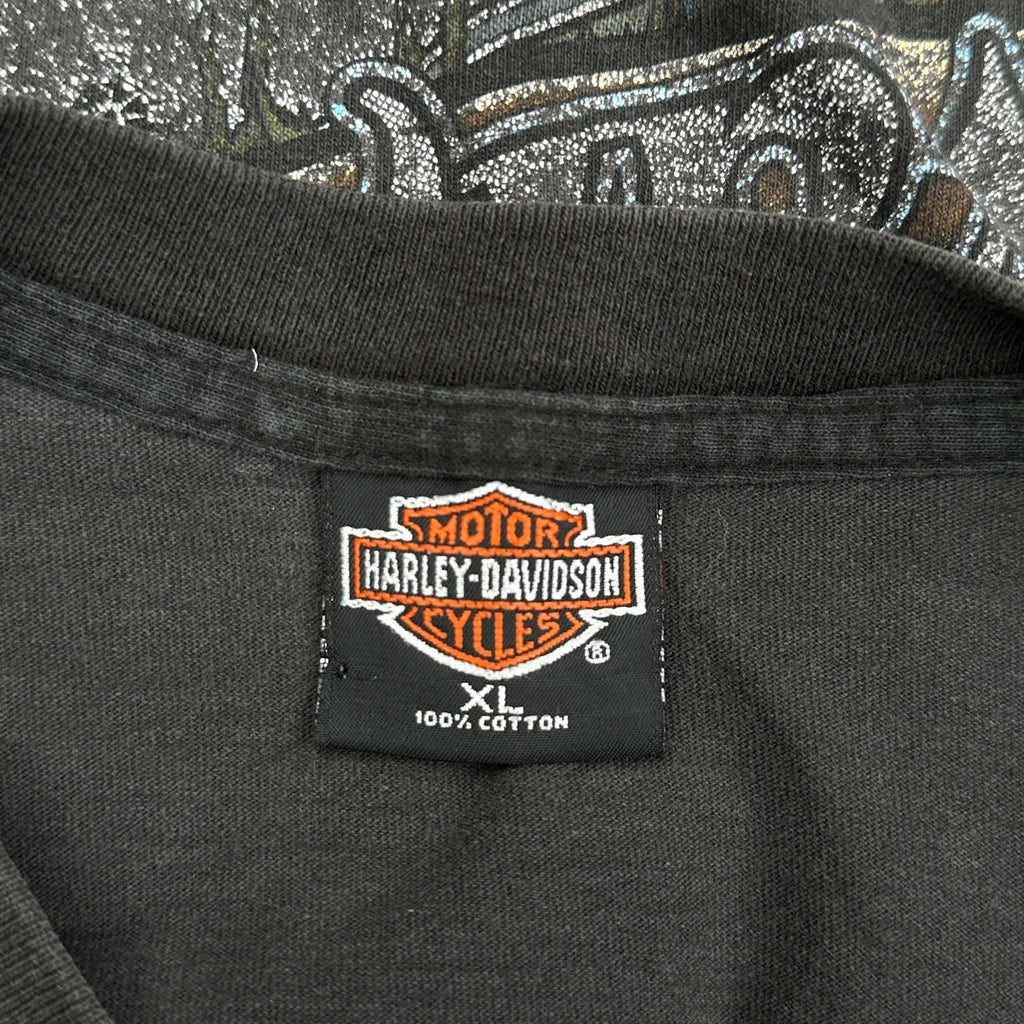 MOTOR
HARLEY-DAVIDSON
CYCLES
®
XL
100% COTTON